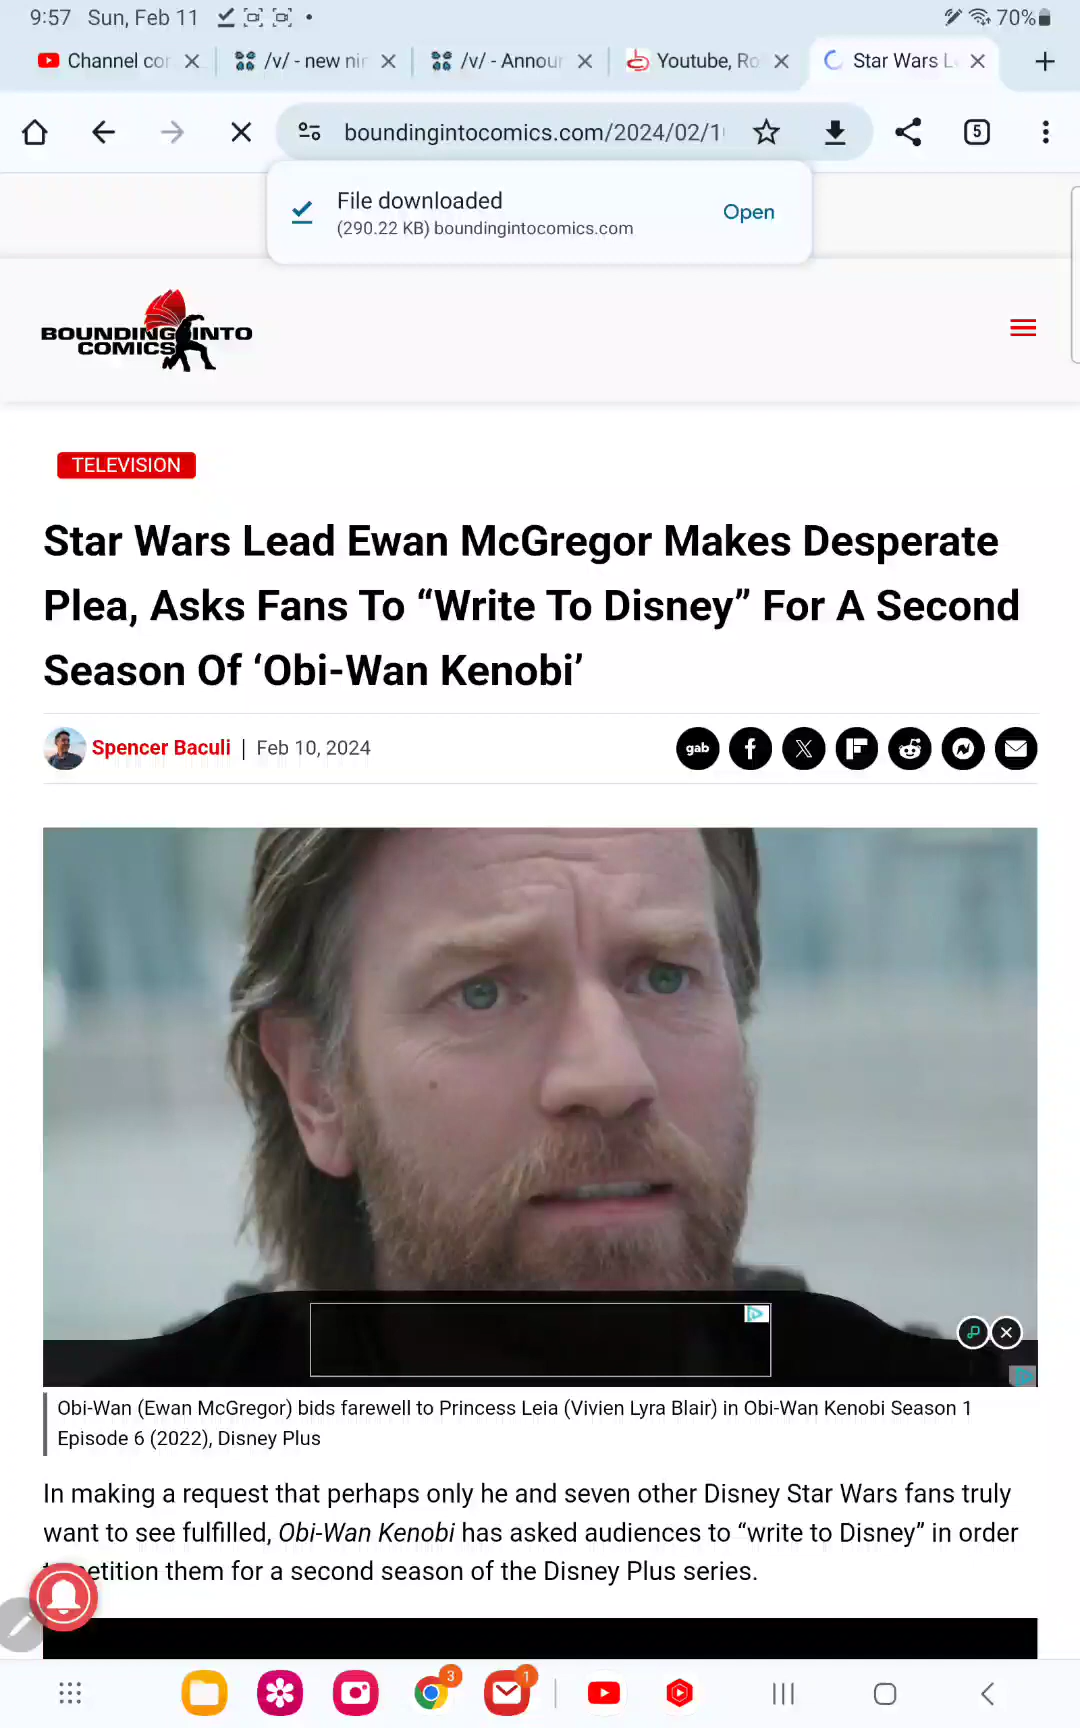 9:57 Sun, Feb 11
70%
Channel cor
/v/ - new nin
/v/ - Annour
Youtube, Ro
Star Wars L
boundingintocomics.com/2024/02/1
5
File downloaded
(290.22 KB) boundingintocomics.com
Open
BOUNDING INTO
COMICS
TELEVISION
Star Wars Lead Ewan McGregor Makes Desperate
Plea, Asks Fans To “Write To Disney” For A Second
Season Of ‘Obi-Wan Kenobi’
Spencer Baculi | Feb 10, 2024
gab
Obi-Wan (Ewan McGregor) bids farewell to Princess Leia (Vivien Lyra Blair) in Obi-Wan Kenobi Season 1
Episode 6 (2022), Disney Plus
In making a request that perhaps only he and seven other Disney Star Wars fans truly
want to see fulfilled, Obi-Wan Kenobi has asked audiences to “write to Disney” in order
etition them for a second season of the Disney Plus series.
3
1